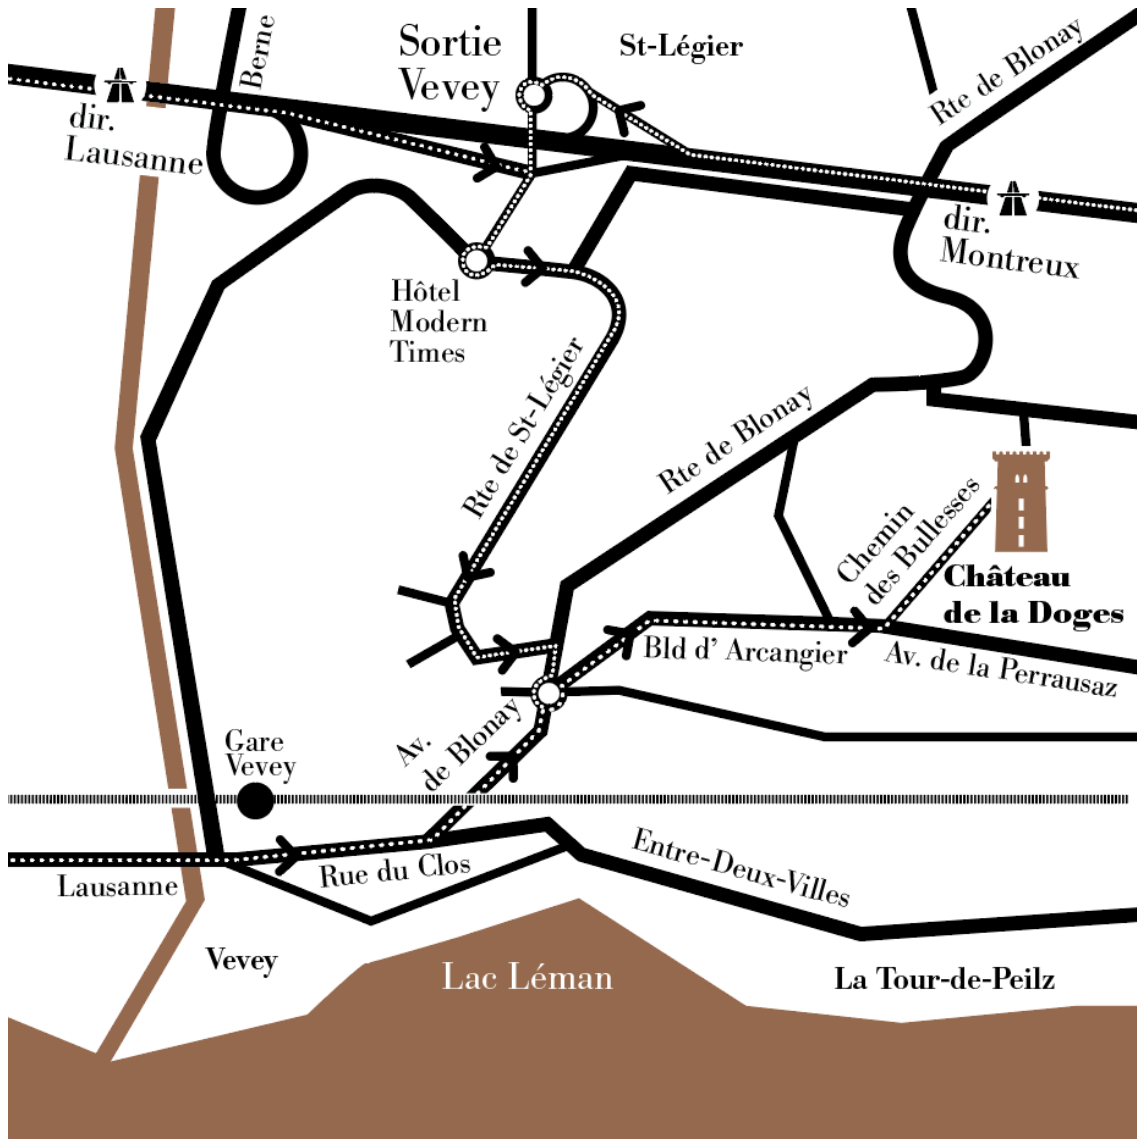 Berne
Sortie
Vevey
St-Légier
Rte de Blonay
dir.
Lausanne
dir.
Montreux
Hôtel
Modern
Times
Rte de St-Légier
Rte de Blonay
Chemin
des Bullesses
Château
de la Doges
Bld d’ Arcangier
Av. de la Perrausaz
Av.
de Blonay
Gare
Vevey
Rue du Clos
Entre-Deux-Villes
Lausanne
Vevey
Lac Léman
La Tour-de-Peilz